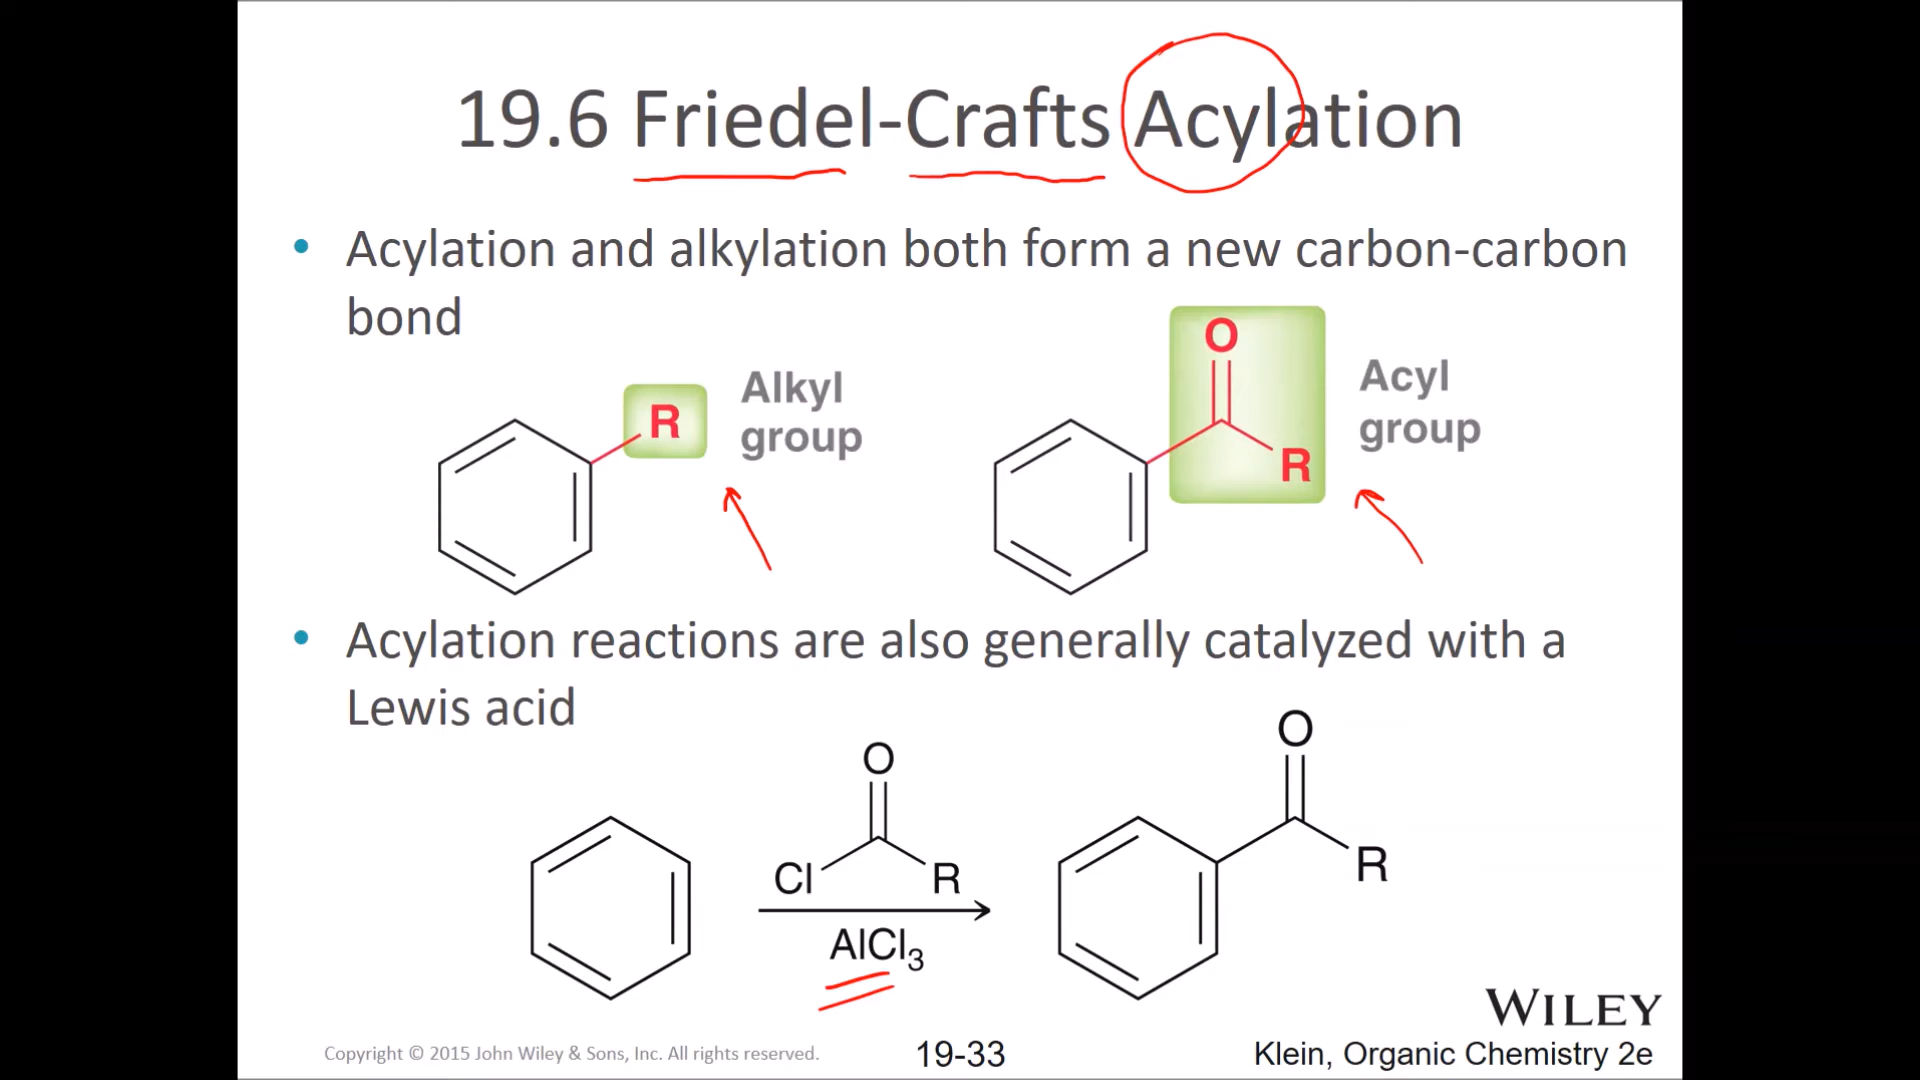 19.6 Friedel-Crafts Acylation
• Acylation and alkylation both form a new carbon-carbon
bond
O
Acyl
group
R
Alkyl
group
R
• Acylation reactions are also generally catalyzed with a
Lewis acid
O
O
Cl
R
R
AlCl₃
WILEY
Copyright © 2015 John Wiley & Sons, Inc. All rights reserved.
19-33
Klein, Organic Chemistry 2e